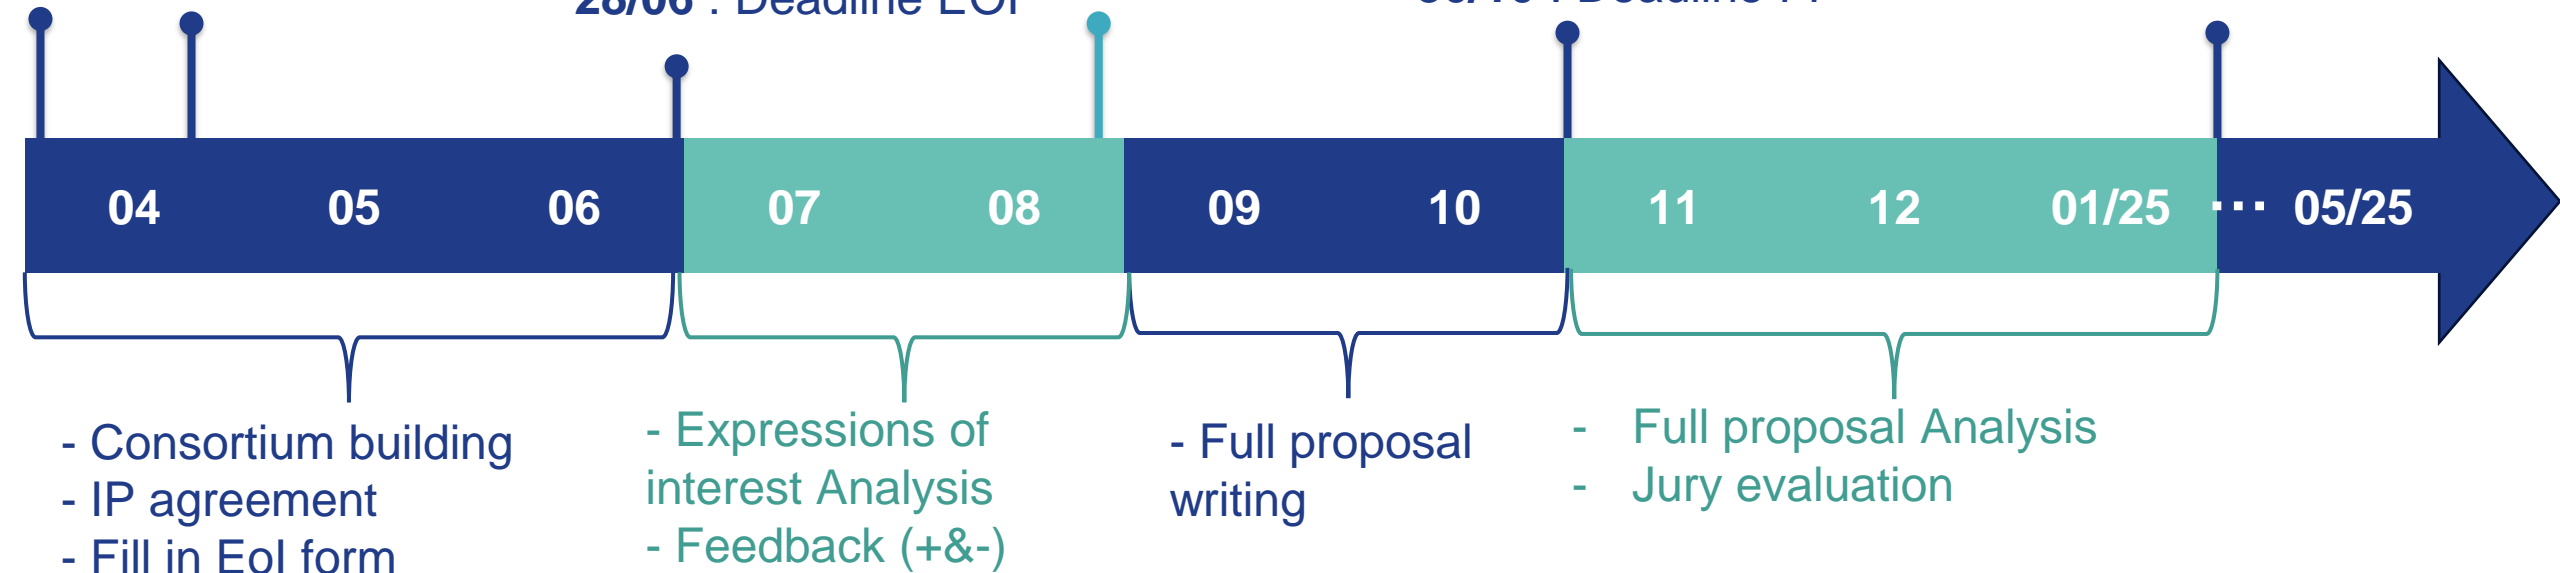 28/06 : Deadline EOI
: Deadline
04 05 06 07 08 09 10 11 12 01/25 ... 05/25
- Consortium building
- IP agreement
- Fill in EoI form
- Expressions of
interest Analysis
- Feedback (+&-)
- Full proposal
writing
- Full proposal Analysis
- Jury evaluation